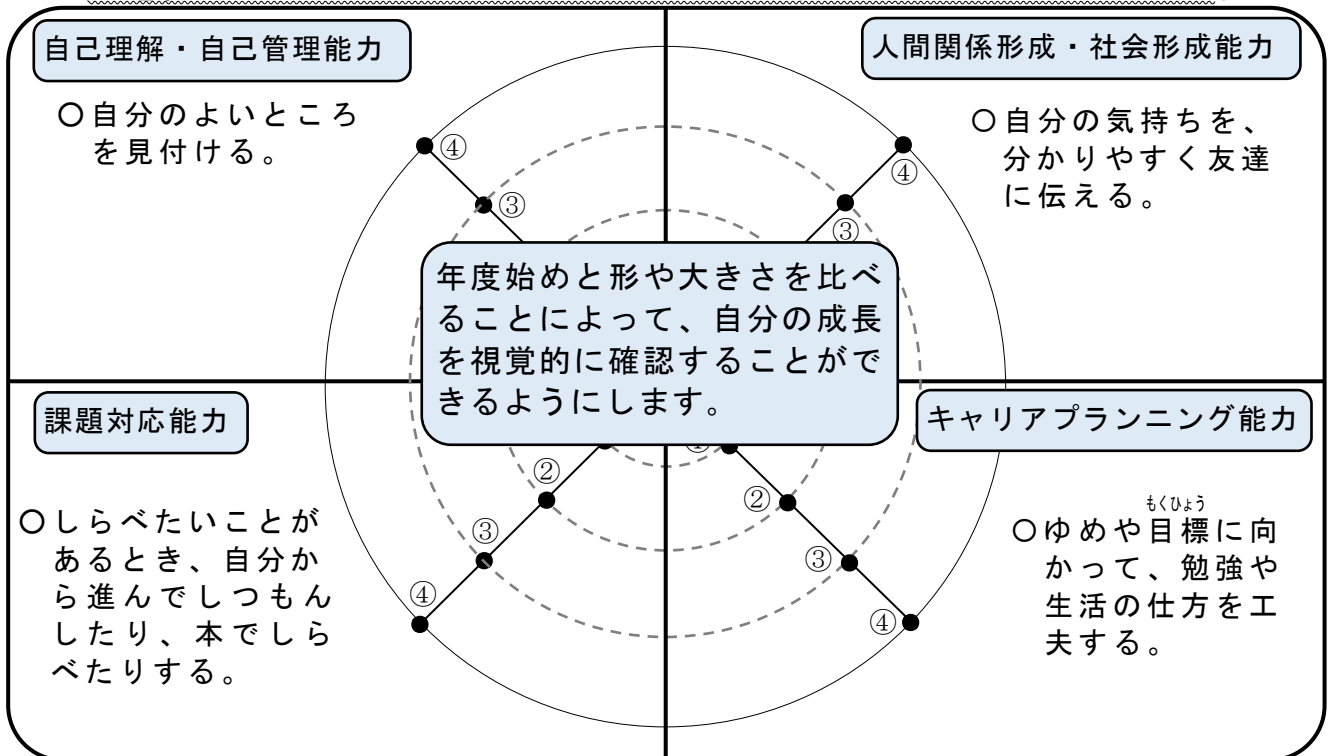 自己理解・自己管理能力
〇自分のよいところ
を見付ける。
④
③
人間関係形成・社会形成能力
〇自分の気持ちを、
分かりやすく友達
に伝える。
④
③
年度始めと形や大きさを比べ
ることによって、自分の成長
を視覚的に確認することがで
きるようにします。
課題対応能力
〇しらべたいことが
あるとき、自分か
ら進んでしつもん
したり、本でしら
べたりする。
②
③
④
キャリアプランニング能力
もくひょう
〇ゆめや目標に向
かって、勉強や
生活の仕方を工
夫する。
②
③
④